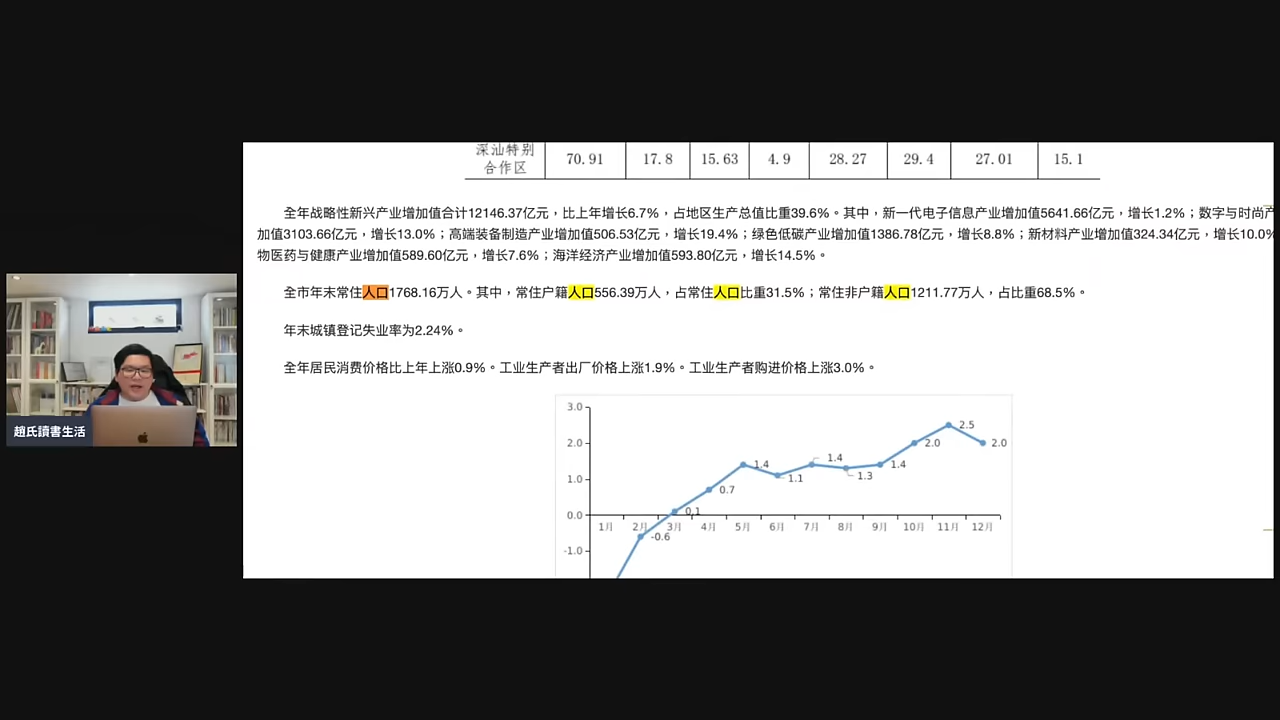 深汕特别
合作区
70.91 17.8 15.63 4.9 28.27 29.4 27.01 15.1
全年战略性新兴产业增加值合计12146.37亿元，比上年增长6.7%，占地区生产总值比重39.6%。其中，新一代电子信息产业增加值5641.66亿元，增长1.2%；数字与时尚产
加值3103.66亿元，增长13.0%；高端装备制造产业增加值506.53亿元，增长19.4%；绿色低碳产业增加值1386.78亿元，增长8.8%；新材料产业增加值324.34亿元，增长10.0%
物医药与健康产业增加值589.60亿元，增长7.6%；海洋经济产业增加值593.80亿元，增长14.5%。
全市年末常住人口1768.16万人。其中，常住户籍人口556.39万人，占常住人口比重31.5%；常住非户籍人口1211.77万人，占比重68.5%。
年末城镇登记失业率为2.24%。
全年居民消费价格比上年上涨0.9%。工业生产者出厂价格上涨1.9%。工业生产者购进价格上涨3.0%。
3.0
2.0
1.0
0.0
-1.0
-0.6
0.1
0.7
1.4
1.1
1.4
1.3
1.4
2.0
2.5
2.0
1月 2月 3月 4月 5月 6月 7月 8月 9月 10月 11月 12月
趙氏讀書生活